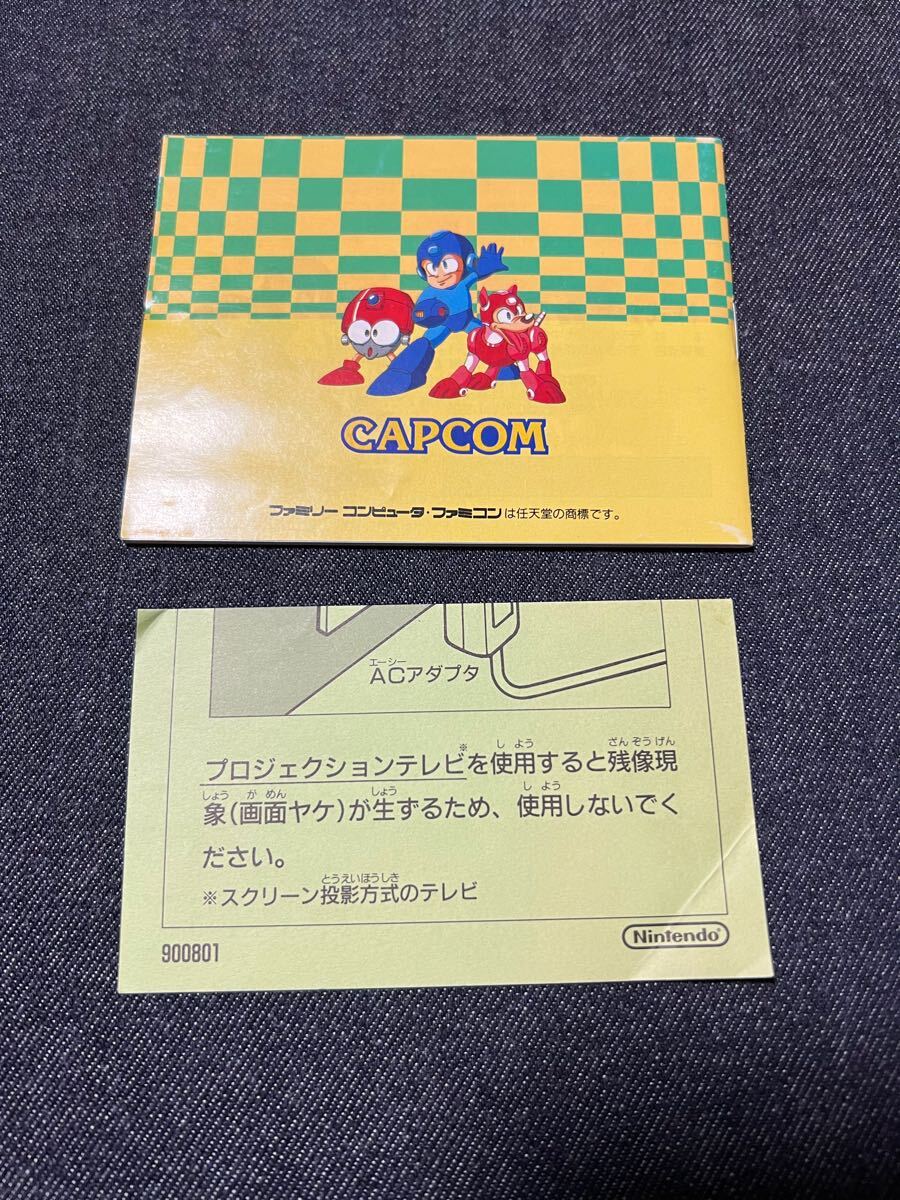 CAPCOM
ファミリー コンピュータ・ファミコンは任天堂の商標です。
エーシー
ACアダプタ
※ しよう ざんぞうげん
プロジェクションテレビを使用すると残像現
しょう がめん しょう しよう
象(画面ヤケ)が生ずるため、使用しないでく
ださい。
とうえいほうしき
※スクリーン投影方式のテレビ
900801
Nintendo®